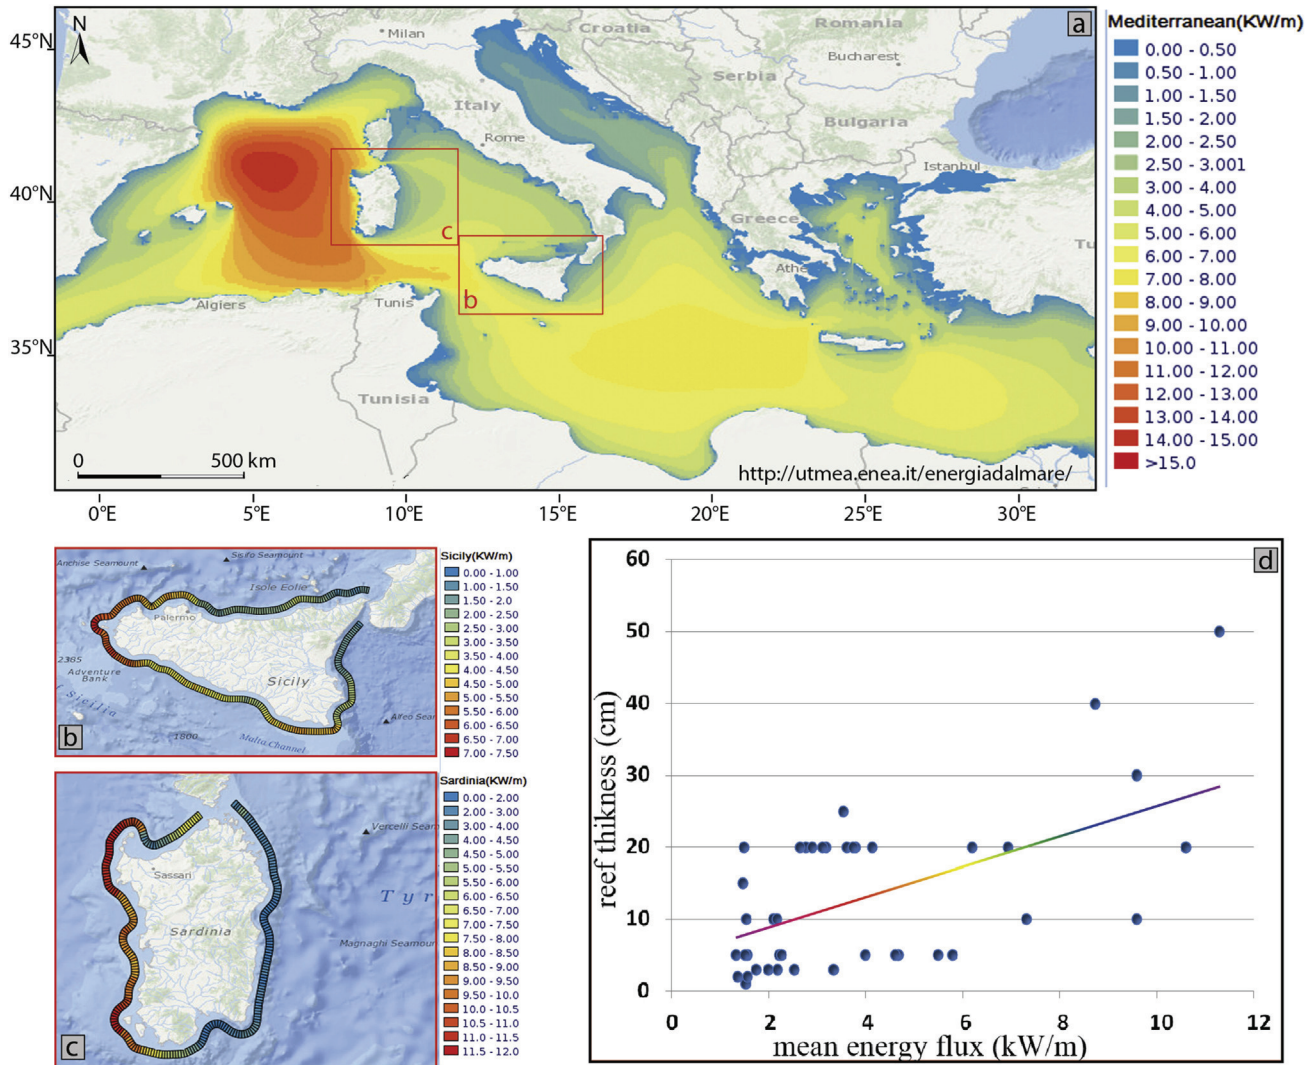 N
a
45°N
40°N
35°N
Milan
Croatia
Romania
Bucharest
Serbia
Italy
Bulgaria
Rome
Istanbul
Greece
Tu
Athe
Algiers
Tunis
Tunisia
c
b
0 500 km
http://utmea.enea.it/energiadalmare/
0°E 5°E 10°E 15°E 20°E 25°E 30°E
Mediterranean(KW/m)
0.00 - 0.50
0.50 - 1.00
1.00 - 1.50
1.50 - 2.00
2.00 - 2.50
2.50 - 3.001
3.00 - 4.00
4.00 - 5.00
5.00 - 6.00
6.00 - 7.00
7.00 - 8.00
8.00 - 9.00
9.00 - 10.00
10.00 - 11.00
11.00 - 12.00
12.00 - 13.00
13.00 - 14.00
14.00 - 15.00
>15.0
Anchise Seamount
Sisifo Seamount
Isole Eolie
Palermo
2365
Adventure
Bank
Sicily
f Sicilia
Alfeo Sear
1800
Malta Channel
b
Sicily(KW/m)
0.00 - 1.00
1.00 - 1.50
1.50 - 2.0
2.00 - 2.50
2.50 - 3.00
3.00 - 3.50
3.50 - 4.00
4.00 - 4.50
4.50 - 5.00
5.00 - 5.50
5.50 - 6.00
6.00 - 6.50
6.50 - 7.00
7.00 - 7.50
Vercelli Seam
Sassari
Tyr
Sardinia
Magnaghi Seamour
c
Sardinia(KW/m)
0.00 - 2.00
2.00 - 3.00
3.00 - 4.00
4.00 - 4.50
4.50 - 5.00
5.00 - 5.50
5.50 - 6.00
6.00 - 6.50
6.50 - 7.00
7.00 - 7.50
7.50 - 8.00
8.00 - 8.50
8.50 - 9.00
9.00 - 9.50
9.50 - 10.0
10.0 - 10.5
10.5 - 11.0
11.0 - 11.5
11.5 - 12.0
d
reef thikness (cm)
60
50
40
30
20
10
0
0 2 4 6 8 10 12
mean energy flux (kW/m)